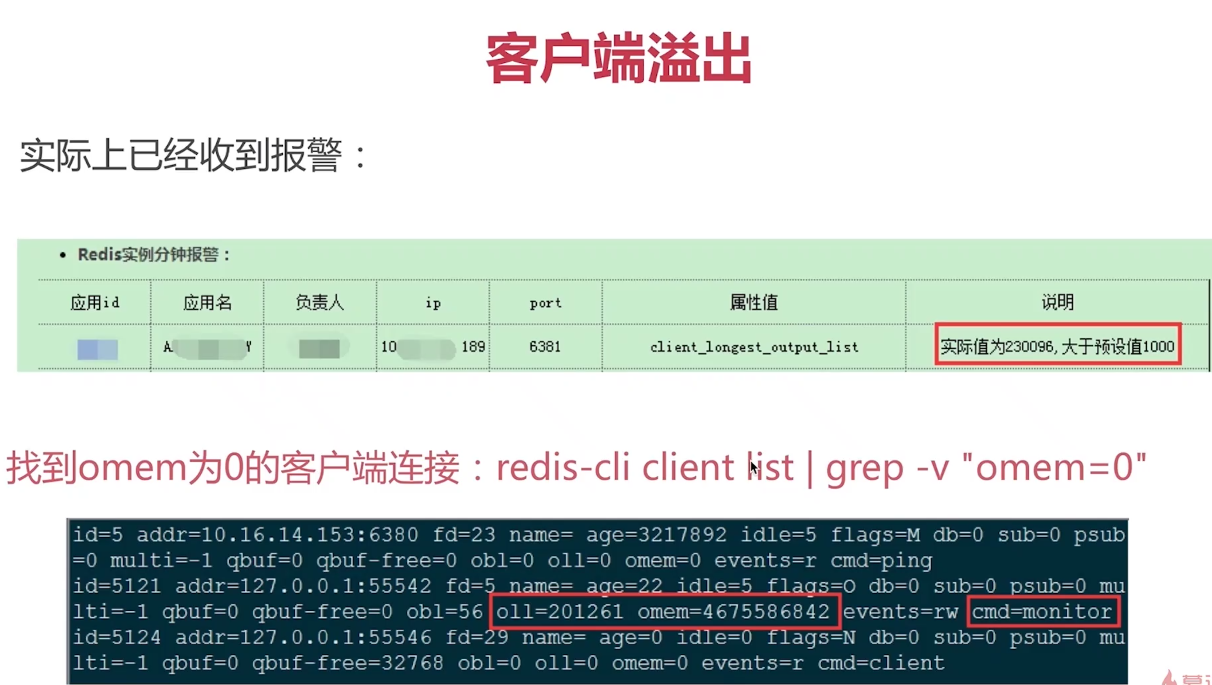 客户端溢出
实际上已经收到报警：
• Redis实例分钟报警：
应用id 应用名 负责人 ip port 属性值 说明
10 189 6381 client_longest_output_list 实际值为230096,大于预设值1000
找到omem为0的客户端连接：redis-cli client list | grep -v "omem=0"
id=5 addr=10.16.14.153:6380 fd=23 name= age=3217892 idle=5 flags=M db=0 sub=0 psub
=0 multi=-1 qbuf=0 qbuf-free=0 obl=0 oll=0 omem=0 events=r cmd=ping
id=5121 addr=127.0.0.1:55542 fd=5 name= age=22 idle=5 flags=O db=0 sub=0 psub=0 mu
lti=-1 qbuf=0 qbuf-free=0 obl=56 oll=201261 omem=4675586842 events=rw cmd=monitor
id=5124 addr=127.0.0.1:55546 fd=29 name= age=0 idle=0 flags=N db=0 sub=0 psub=0 mu
lti=-1 qbuf=0 qbuf-free=32768 obl=0 oll=0 omem=0 events=r cmd=client